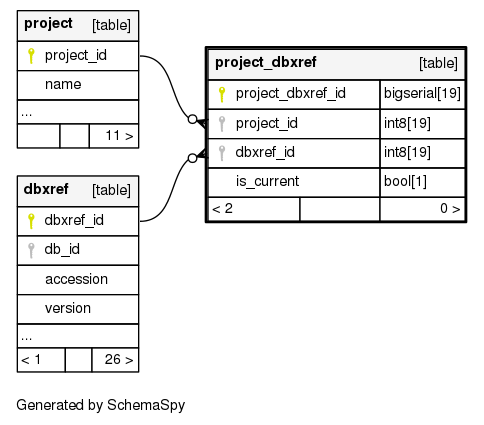 project [table]
project_id
name
...
11 >
project_dbxref [table]
project_dbxref_id bigserial[19]
project_id int8[19]
dbxref_id int8[19]
is_current bool[1]
< 2 0 >
dbxref [table]
dbxref_id
db_id
accession
version
...
< 1 26 >
Generated by SchemaSpy